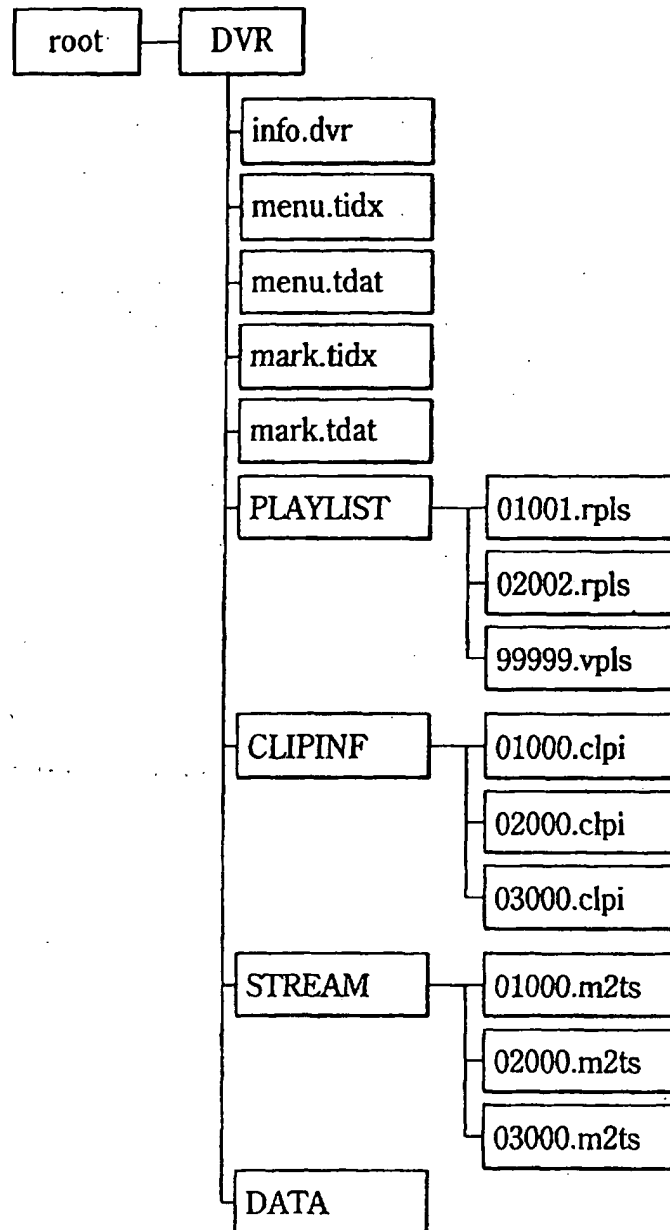 root DVR
info.dvr
menu.tidx
menu.tdat
mark.tidx
mark.tdat
PLAYLIST 01001.rpls
02002.rpls
99999.vpls
CLIPINF 01000.clpi
02000.clpi
03000.clpi
STREAM 01000.m2ts
02000.m2ts
03000.m2ts
DATA